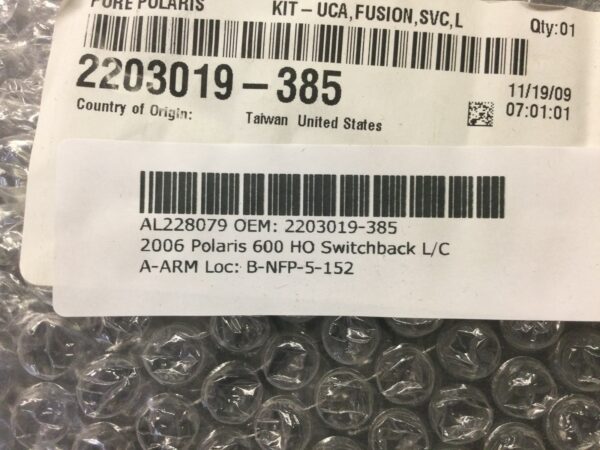 PURE POLARIS KIT-UCA,FUSION,SVC,L Qty:01
2203019-385 11/19/09
Country of Origin: Taiwan United States 07:01:01
AL228079 OEM: 2203019-385
2006 Polaris 600 HO Switchback L/C
A-ARM Loc: B-NFP-5-152